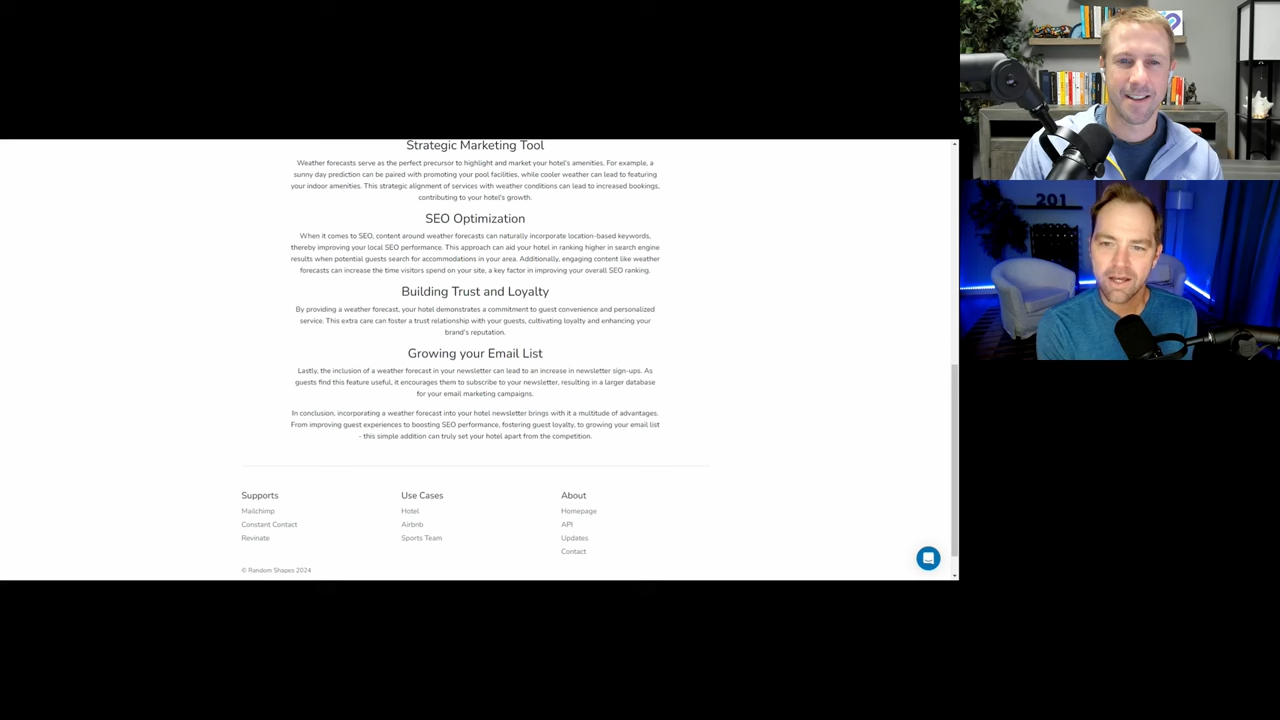 Strategic Marketing Tool
Weather forecasts serve as the perfect precursor to highlight and market your hotel's amenities. For example, a
sunny day prediction can be paired with promoting your pool facilities, while cooler weather can lead to featuring
your indoor amenities. This strategic alignment of services with weather conditions can lead to increased bookings,
contributing to your hotel's growth.
SEO Optimization
When it comes to SEO, content around weather forecasts can naturally incorporate location-based keywords,
thereby improving your local SEO performance. This approach can aid your hotel in ranking higher in search engine
results when potential guests search for accommodations in your area. Additionally, engaging content like weather
forecasts can increase the time visitors spend on your site, a key factor in improving your overall SEO ranking.
Building Trust and Loyalty
By providing a weather forecast, your hotel demonstrates a commitment to guest convenience and personalized
service. This extra care can foster a trust relationship with your guests, cultivating loyalty and enhancing your
brand's reputation.
Growing your Email List
Lastly, the inclusion of a weather forecast in your newsletter can lead to an increase in newsletter sign-ups. As
guests find this feature useful, it encourages them to subscribe to your newsletter, resulting in a larger database
for your email marketing campaigns.
In conclusion, incorporating a weather forecast into your hotel newsletter brings with it a multitude of advantages.
From improving guest experiences to boosting SEO performance, fostering guest loyalty, to growing your email list
- this simple addition can truly set your hotel apart from the competition.
Supports
Mailchimp
Constant Contact
Revinate
Use Cases
Hotel
Airbnb
Sports Team
About
Homepage
API
Updates
Contact
© Random Shapes 2024
201